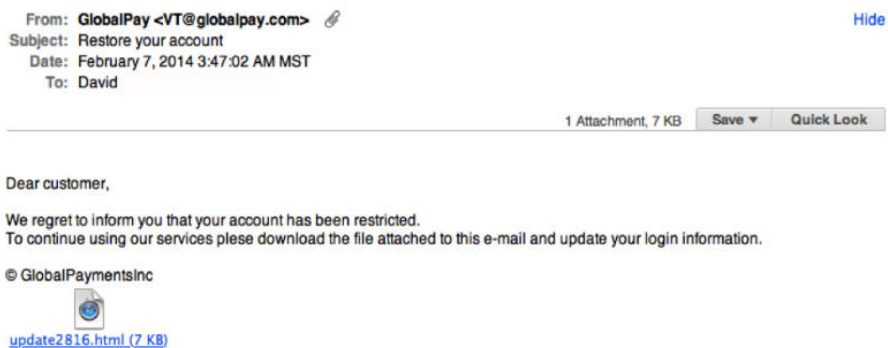 From: GlobalPay <VT@globalpay.com>
Hide
Subject: Restore your account
Date: February 7, 2014 3:47:02 AM MST
To: David
1 Attachment, 7 KB
Save ▾
Quick Look
Dear customer,
We regret to inform you that your account has been restricted.
To continue using our services plese download the file attached to this e-mail and update your login information.
© GlobalPaymentsInc
update2816.html (7 KB)